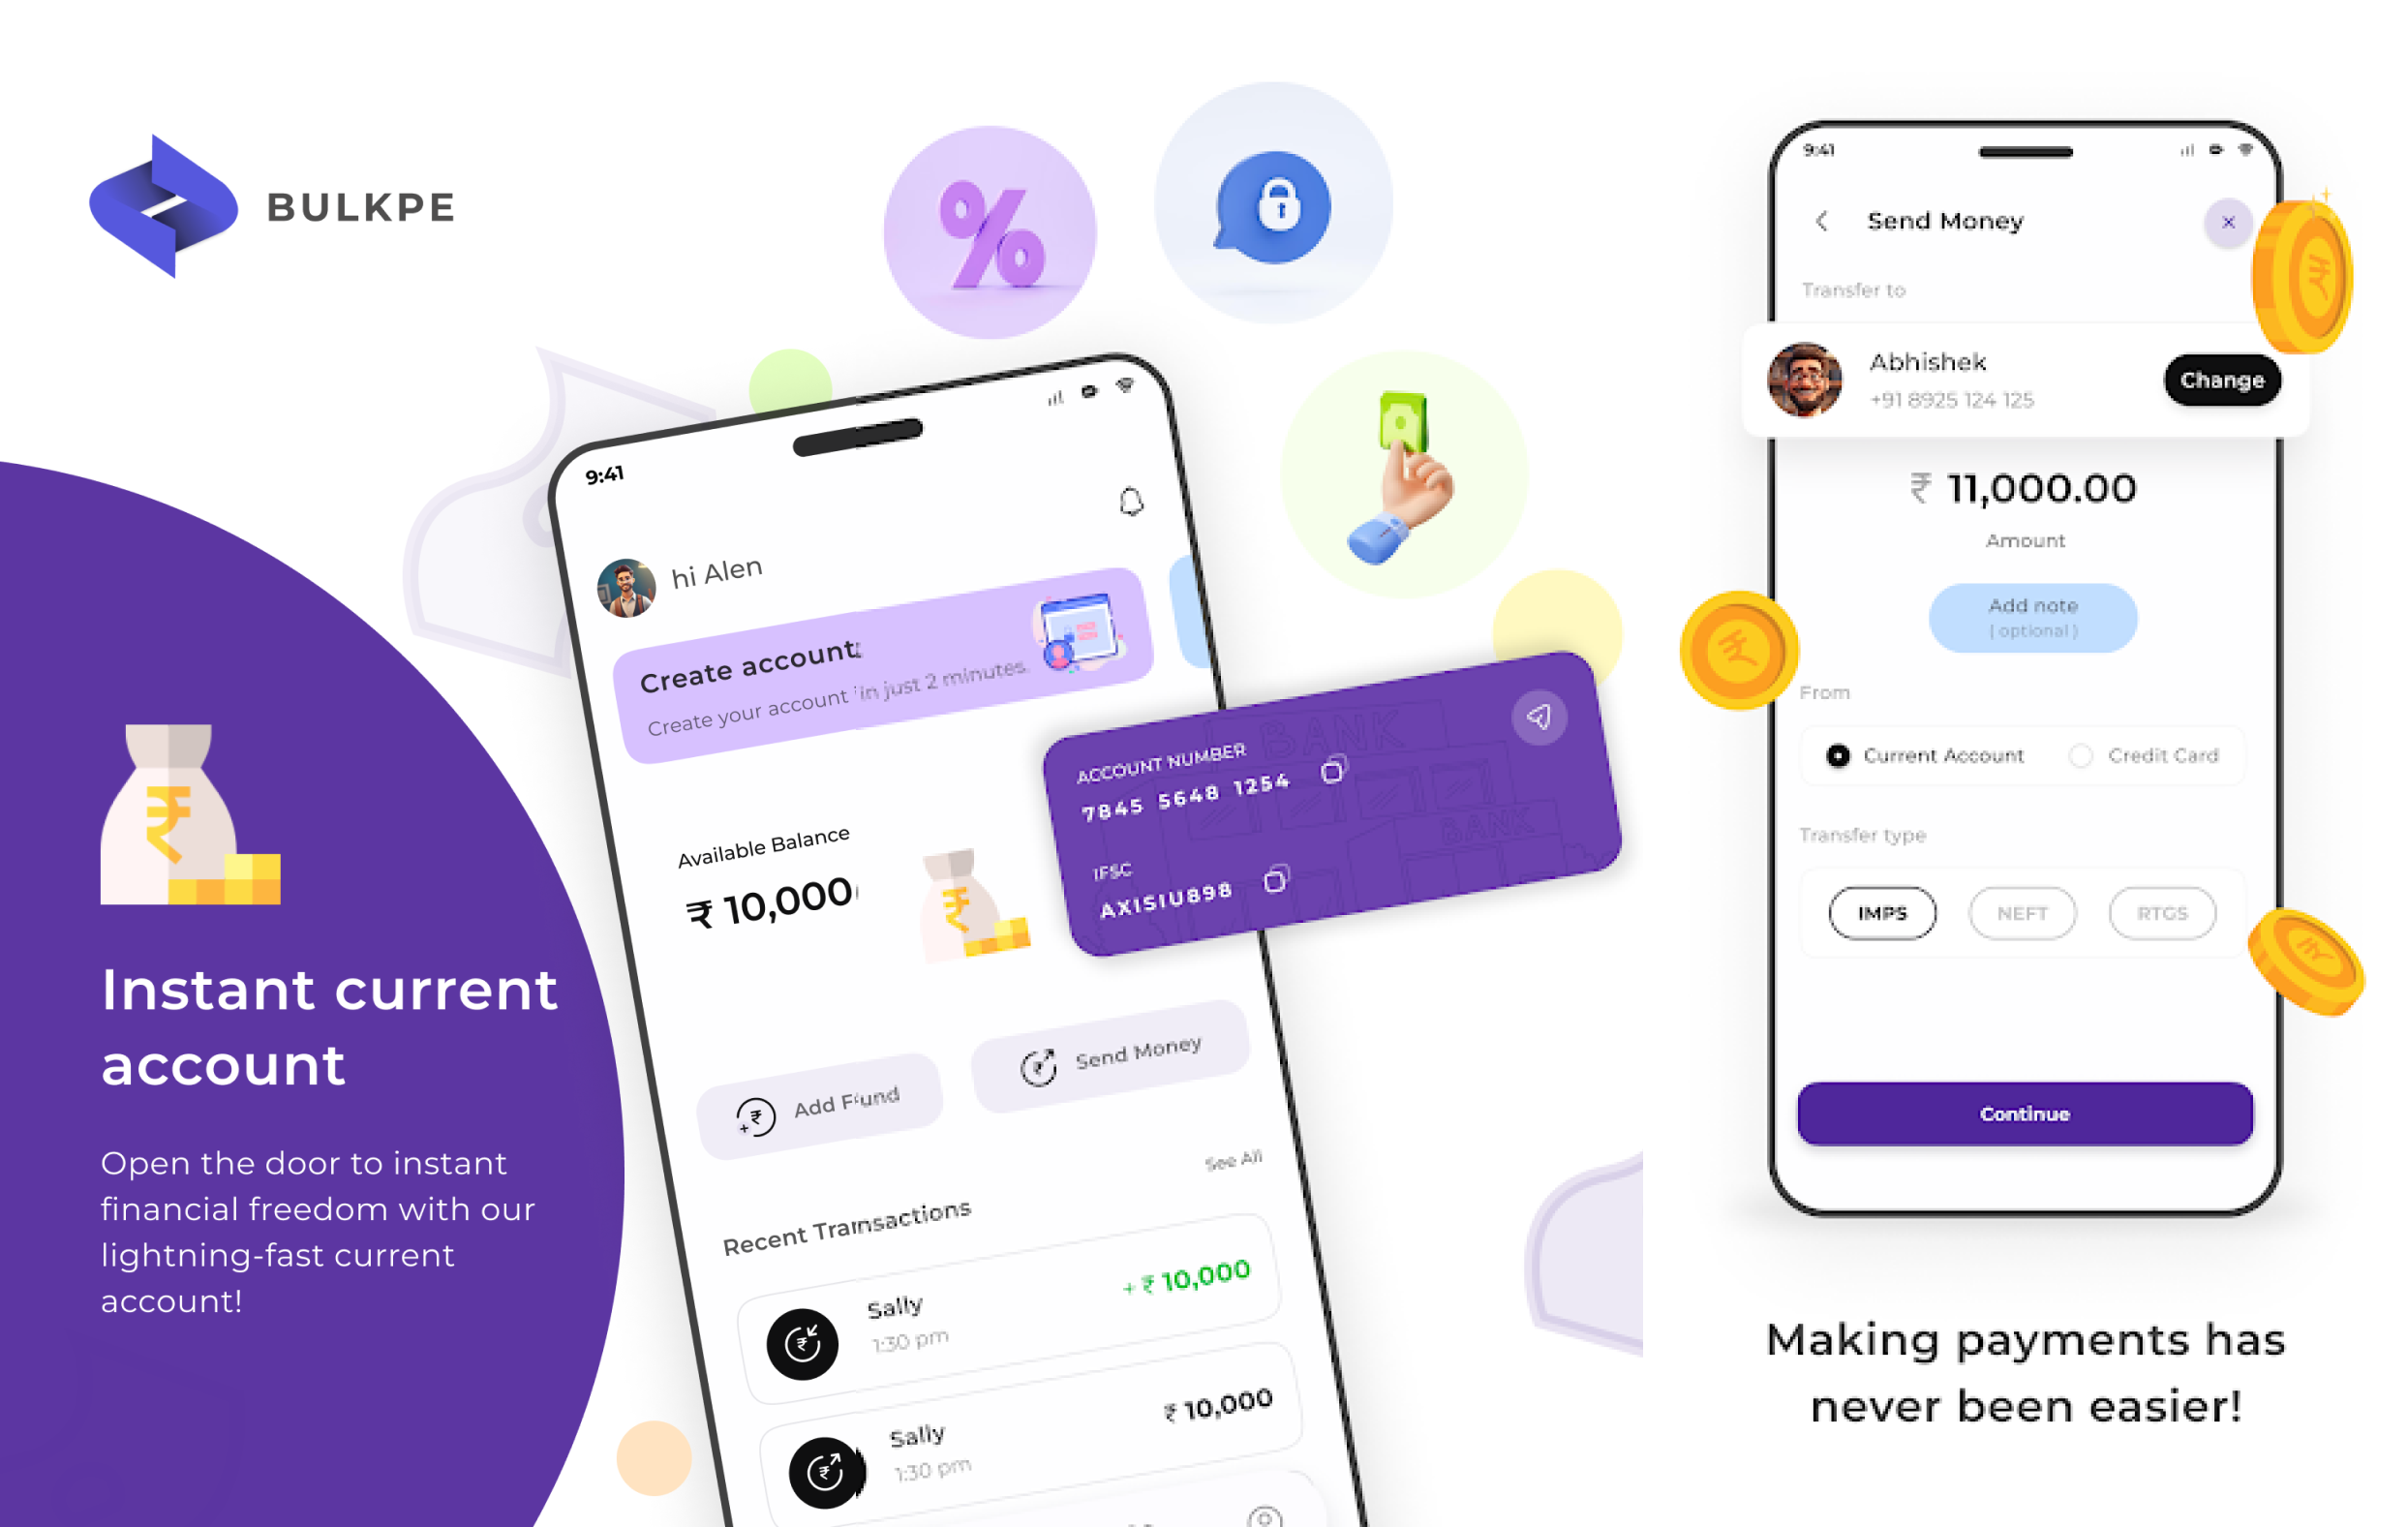 BULKPE
Instant current
account
Open the door to instant
financial freedom with our
lightning-fast current
account!
9:41
hi Alen
Create account
Create your account in just 2 minutes.
Available Balance
₹ 10,000
BANK
ACCOUNT NUMBER
7845 5648 1254
BANK
IFSC
AXISIU898
Add Fund
Send Money
See All
Recent Transactions
Sally
+ ₹ 10,000
1:30 pm
Sally
₹ 10,000
1:30 pm
9:41
Send Money
Transfer to
Abhishek
+91 8925 124 125
Change
₹ 11,000.00
Amount
Add note
( optional )
From
Current Account
Credit Card
Transfer type
IMPS
NEFT
RTGS
Continue
Making payments has
never been easier!